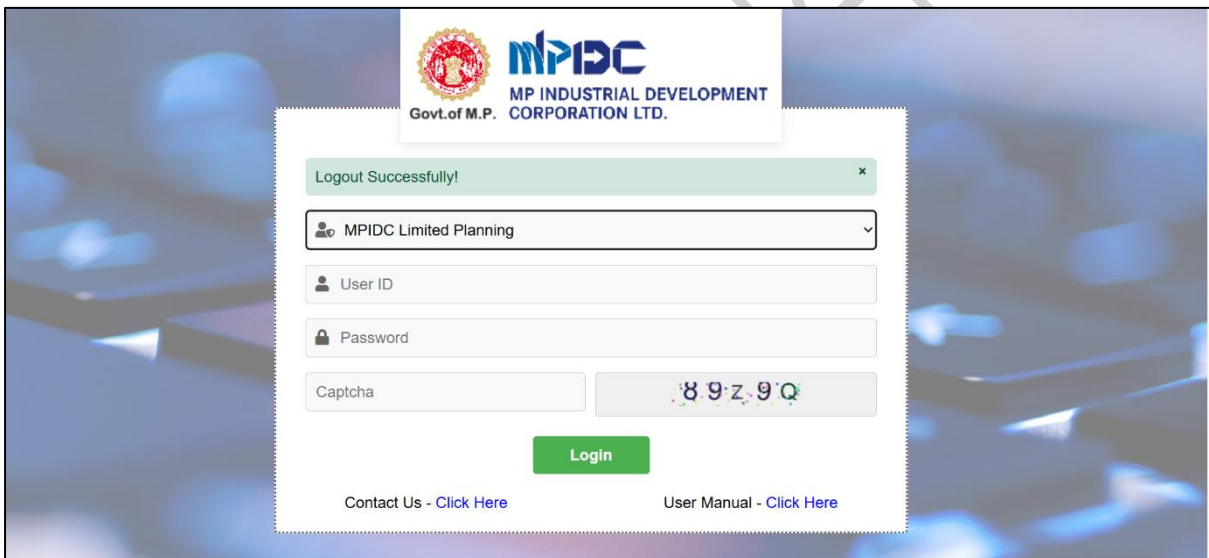 MPIDC
MP INDUSTRIAL DEVELOPMENT
Govt.of M.P. CORPORATION LTD.
Logout Successfully! ×
MPIDC Limited Planning
User ID
Password
Captcha 89z9Q
Login
Contact Us - Click Here User Manual - Click Here